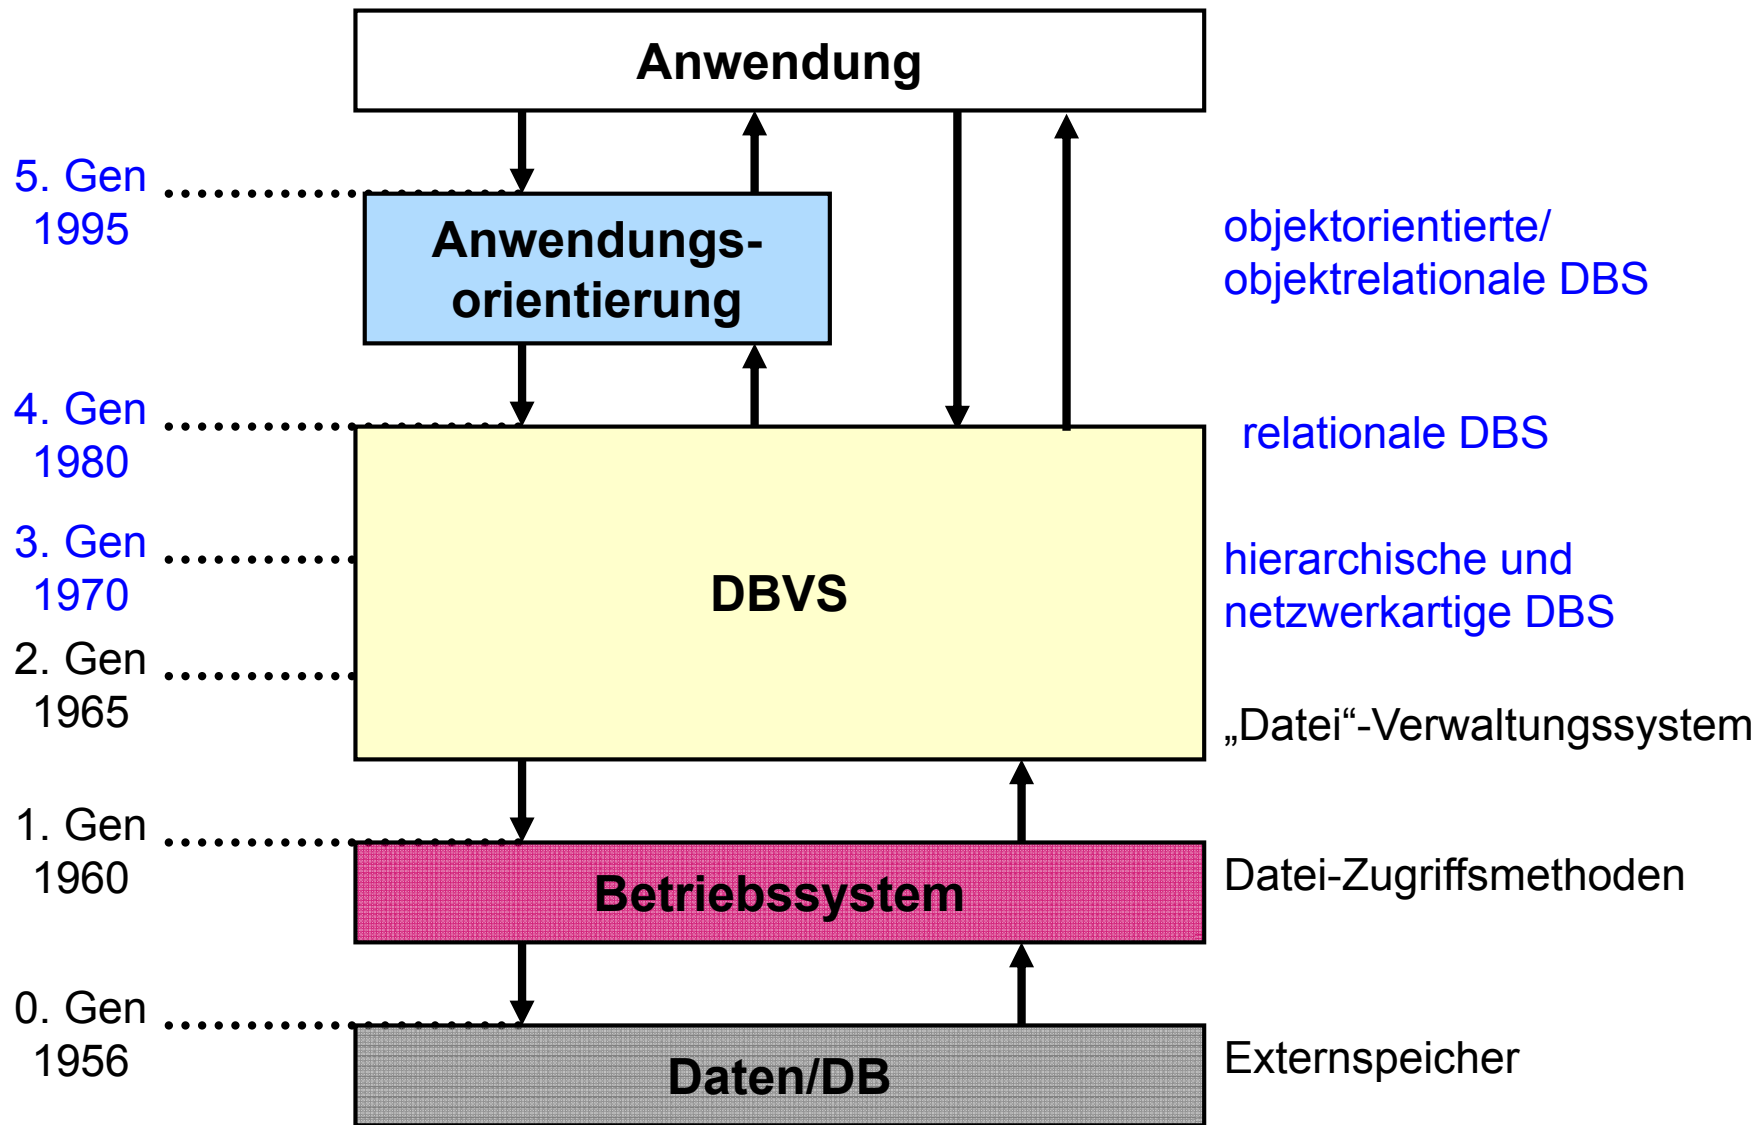 Anwendung
5. Gen
1995
Anwendungs-
orientierung
objektorientierte/
objektrelationale DBS
4. Gen
1980
relationale DBS
3. Gen
1970
DBVS
hierarchische und
netzwerkartige DBS
2. Gen
1965
„Datei“-Verwaltungssystem
1. Gen
1960
Betriebssystem
Datei-Zugriffsmethoden
0. Gen
1956
Daten/DB
Externspeicher